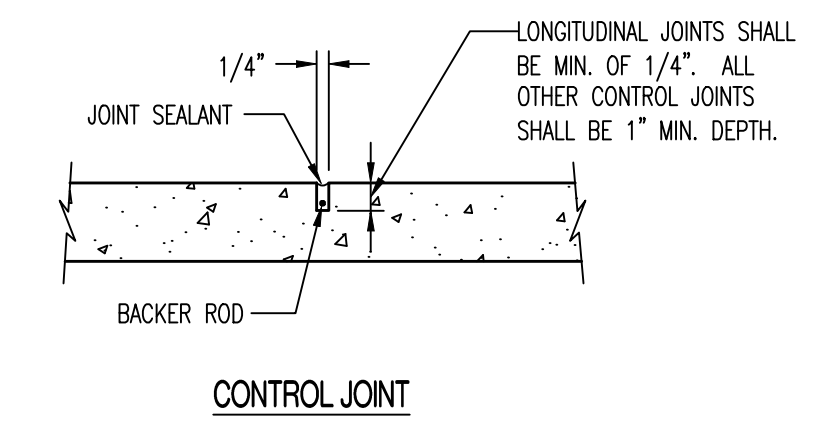 LONGITUDINAL JOINTS SHALL
BE MIN. OF 1/4". ALL
OTHER CONTROL JOINTS
SHALL BE 1" MIN. DEPTH.
1/4"
JOINT SEALANT
BACKER ROD
CONTROL JOINT